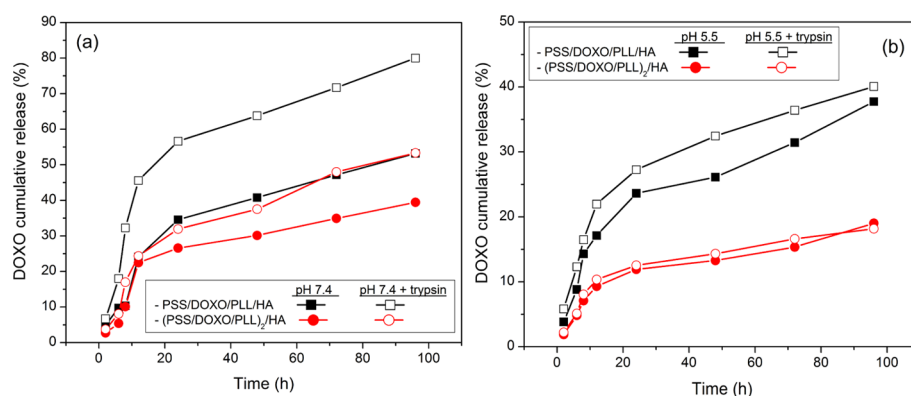 (a)
DOXO cumulative release (%)
90
80
70
60
50
40
30
20
10
0
pH 7.4 pH 7.4 + trypsin
- PSS/DOXO/PLL/HA
- (PSS/DOXO/PLL)₂/HA
0 20 40 60 80 100
Time (h)
(b)
DOXO cumulative release (%)
50
40
30
20
10
0
pH 5.5 pH 5.5 + trypsin
- PSS/DOXO/PLL/HA
- (PSS/DOXO/PLL)₂/HA
0 20 40 60 80 100
Time (h)